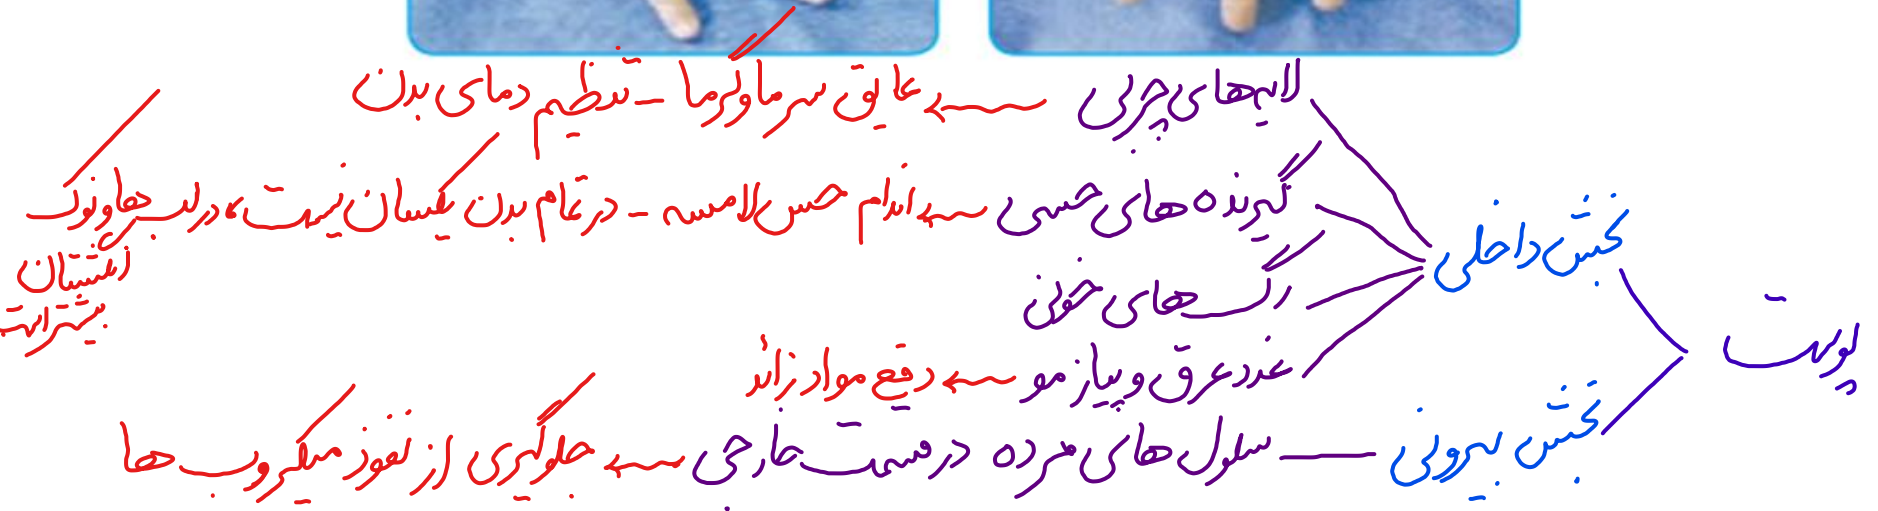 پوست
بخش داخلی
لایه‌های چربی ← عایق سرما و گرما - تنظیم دمای بدن
گیرنده های حسی ← اندام حس لامسه - در تمام بدن یکسان نیست، در لب ها و نوک
انگشتان
بیشتر است
رگ های خونی
غدد عرق و پیاز مو ← دفع مواد زائد
بخش بیرونی — سلول های مرده در قسمت خارجی ← جلوگیری از نفوذ میکروب ها